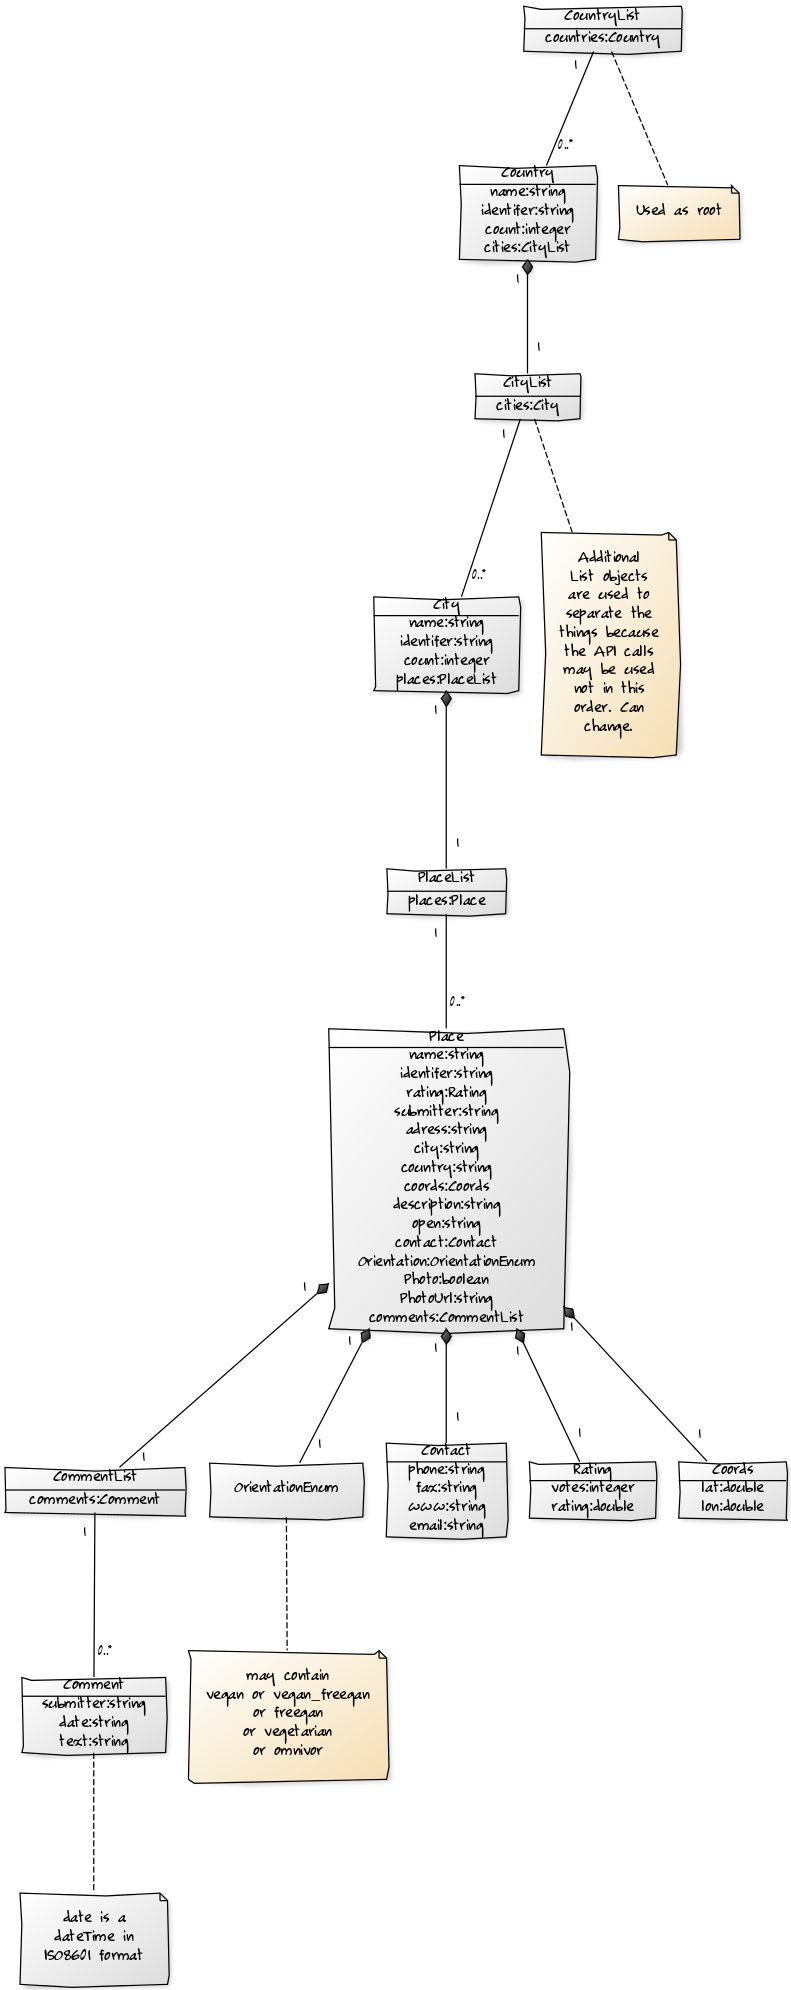 CountryList
countries:Country
1
0..*
Country
name:string
identifer:string
count:integer
cities:CityList
Used as root
1
1
CityList
cities:City
1
0..*
City
name:string
identifer:string
count:integer
places:PlaceList
Additional
List objects
are used to
separate the
things because
the API calls
may be used
not in this
order. Can
change.
1
1
PlaceList
places:Place
1
0..*
Place
name:string
identifer:string
rating:Rating
submitter:string
adress:string
city:string
country:string
coords:Coords
description:string
open:string
contact:Contact
Orientation:OrientationEnum
Photo:boolean
PhotoUrl:string
comments:CommentList
1
1
1
1
1
1
1
1
1
1
CommentList
comments:Comment
OrientationEnum
Contact
phone:string
fax:string
www:string
email:string
Rating
votes:integer
rating:double
Coords
lat:double
lon:double
1
0..*
Comment
submitter:string
date:string
text:string
may contain
vegan or vegan_freegan
or freegan
or vegetarian
or omnivor
date is a
dateTime in
ISO8601 format